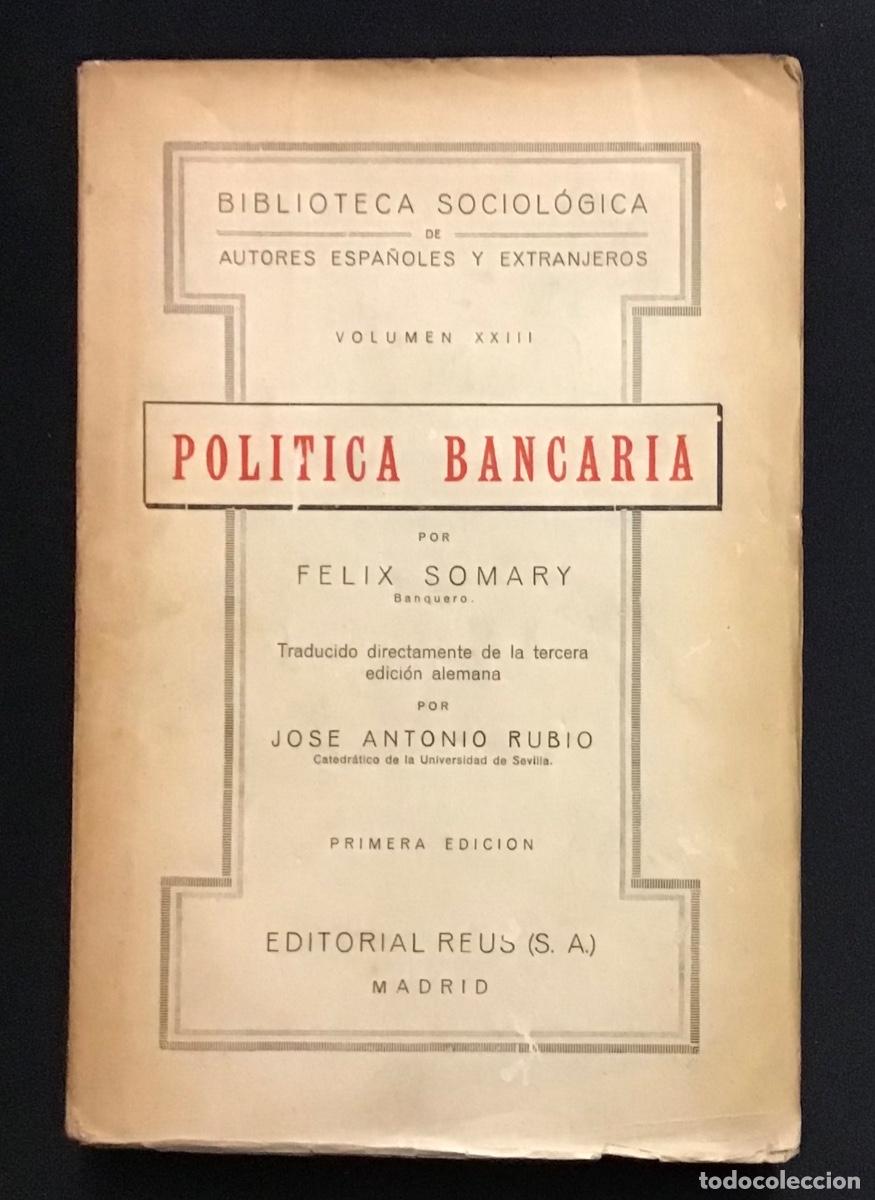 BIBLIOTECA SOCIOLÓGICA
DE
AUTORES ESPAÑOLES Y EXTRANJEROS
VOLUMEN XXIII
POLITICA BANCARIA
POR
FELIX SOMARY
Banquero.
Traducido directamente de la tercera
edición alemana
POR
JOSE ANTONIO RUBIO
Catedrático de la Universidad de Sevilla.
PRIMERA EDICION
EDITORIAL REUS (S. A.)
MADRID
todocoleccion